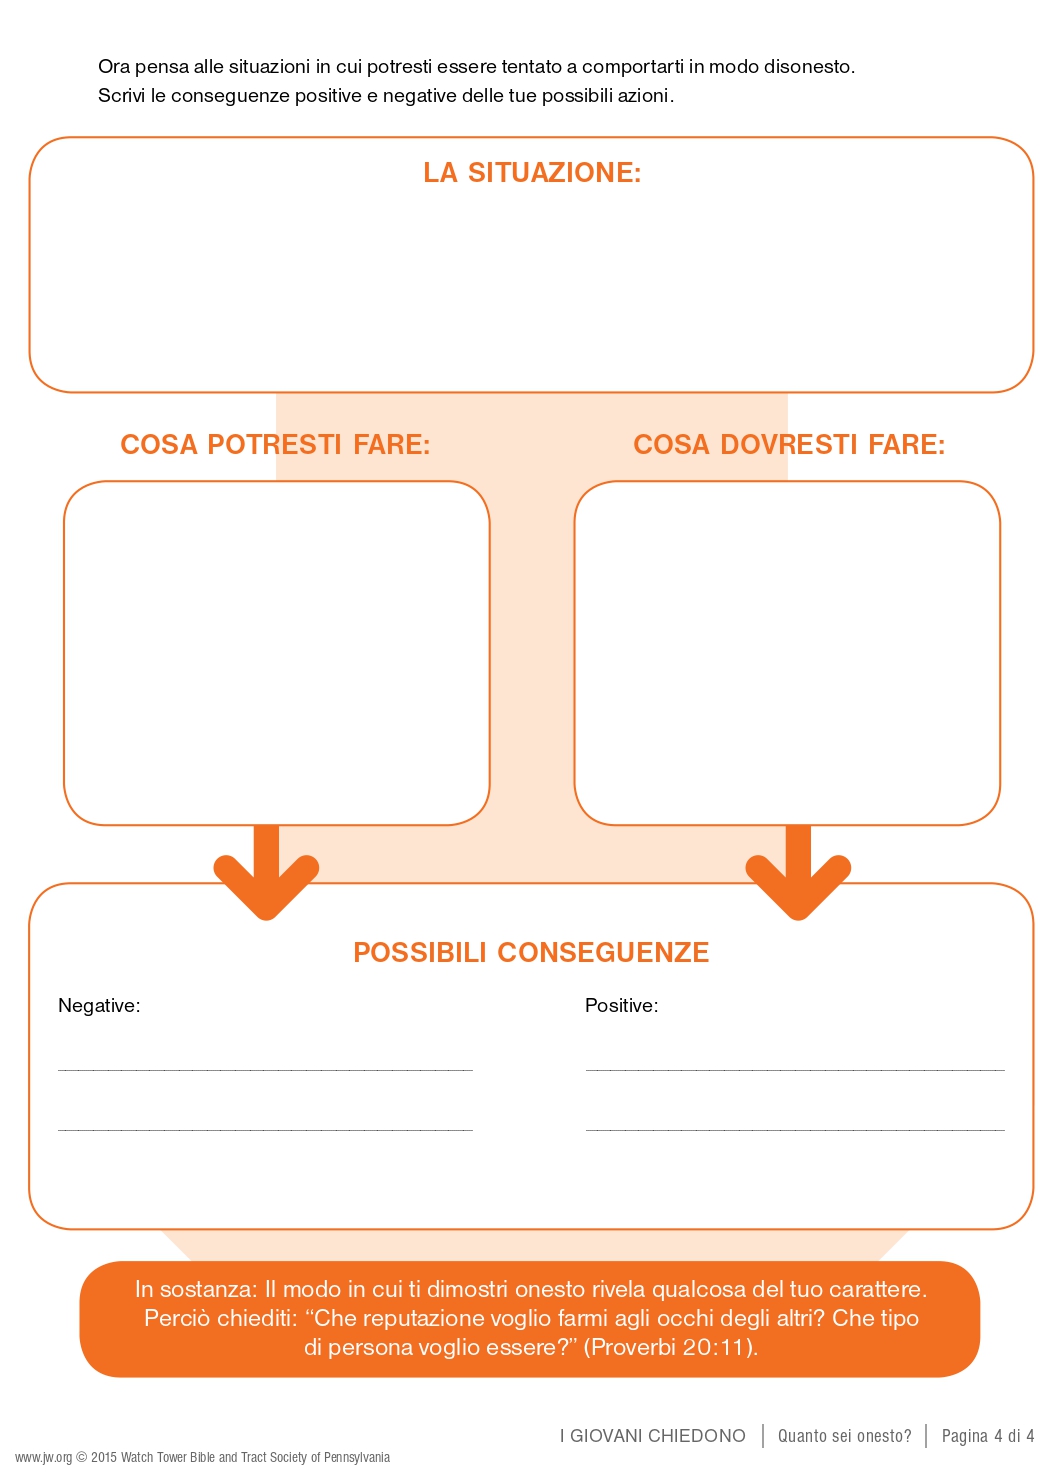 Ora pensa alle situazioni in cui potresti essere tentato a comportarti in modo disonesto.
Scrivi le conseguenze positive e negative delle tue possibili azioni.
LA SITUAZIONE:
COSA POTRESTI FARE:
COSA DOVRESTI FARE:
POSSIBILI CONSEGUENZE
Negative:
Positive:
In sostanza: Il modo in cui ti dimostri onesto rivela qualcosa del tuo carattere.
Perciò chiediti: “Che reputazione voglio farmi agli occhi degli altri? Che tipo
di persona voglio essere?” (Proverbi 20:11).
I GIOVANI CHIEDONO | Quanto sei onesto? | Pagina 4 di 4
www.jw.org © 2015 Watch Tower Bible and Tract Society of Pennsylvania